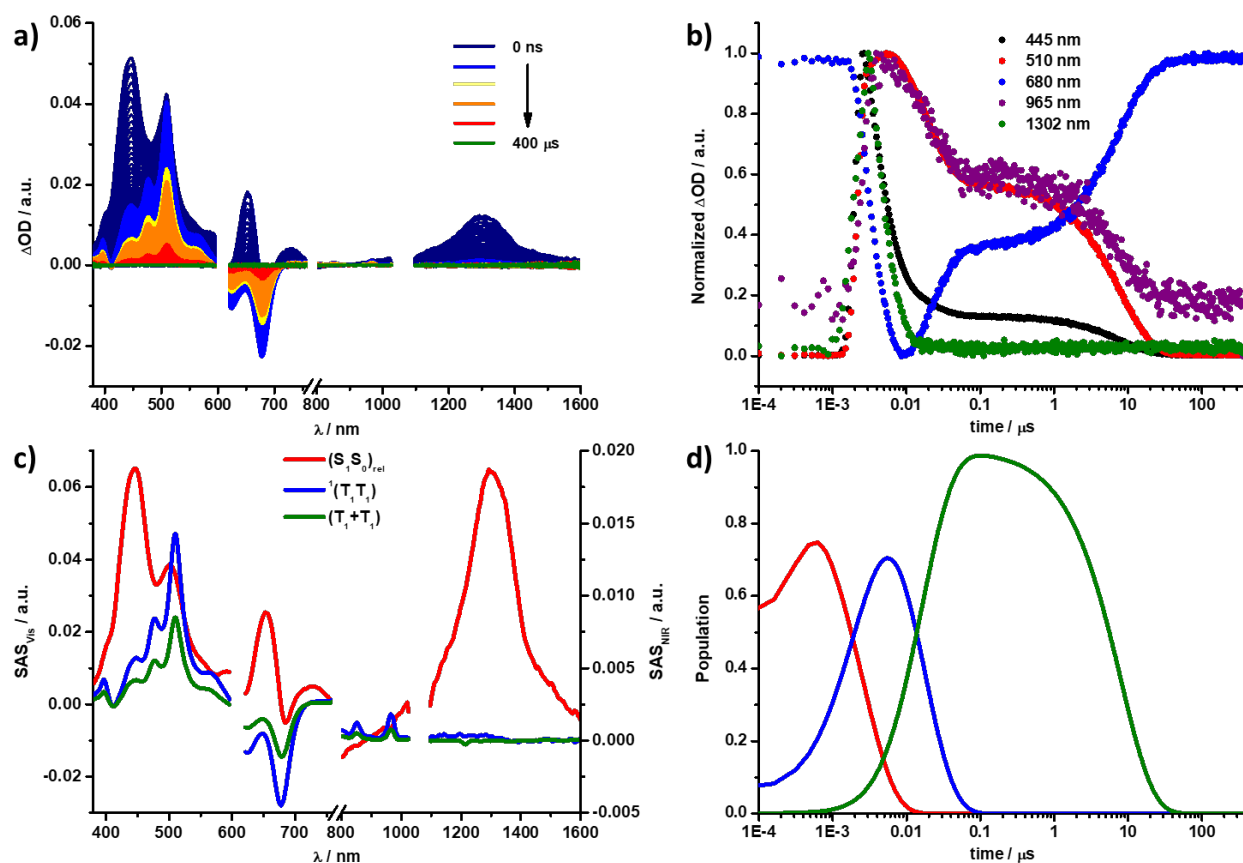 a)
0.06
0.04
0.02
0.00
-0.02
ΔOD / a.u.
0 ns
400 μs
400 500 600 700 800 1000 1200 1400 1600
λ / nm
b)
1.0
0.8
0.6
0.4
0.2
0.0
Normalized ΔOD / a.u.
445 nm
510 nm
680 nm
965 nm
1302 nm
1E-4 1E-3 0.01 0.1 1 10 100
time / μs
c)
0.06
0.04
0.02
0.00
-0.02
SAS_Vis / a.u.
(S₁S₀)rel
¹(T₁T₁)
(T₁+T₁)
0.020
0.015
0.010
0.005
0.000
-0.005
SAS_NIR / a.u.
400 500 600 700 800 1000 1200 1400 1600
λ / nm
d)
1.0
0.8
0.6
0.4
0.2
0.0
Population
1E-4 1E-3 0.01 0.1 1 10 100
time / μs